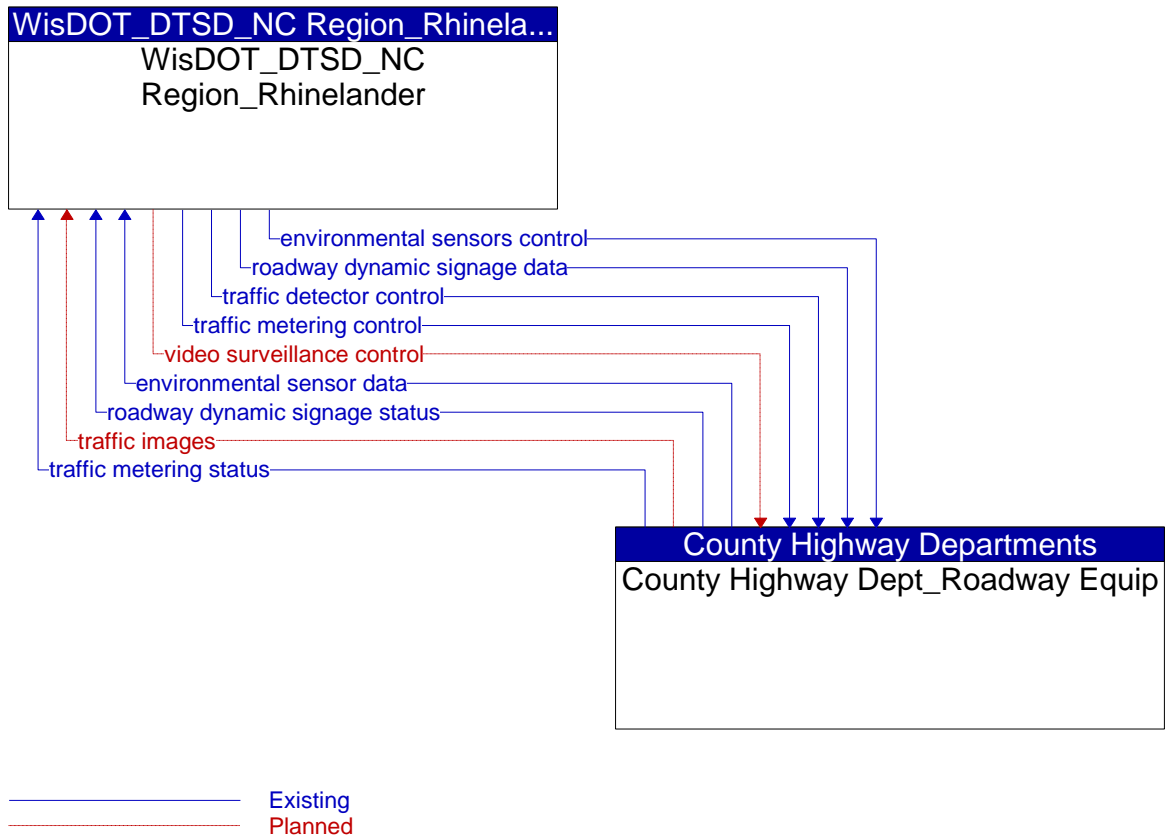 WisDOT_DTSD_NC Region_Rhinela...
WisDOT_DTSD_NC
Region_Rhinelander
environmental sensors control
roadway dynamic signage data
traffic detector control
traffic metering control
video surveillance control
environmental sensor data
roadway dynamic signage status
traffic images
traffic metering status
County Highway Departments
County Highway Dept_Roadway Equip
Existing
Planned